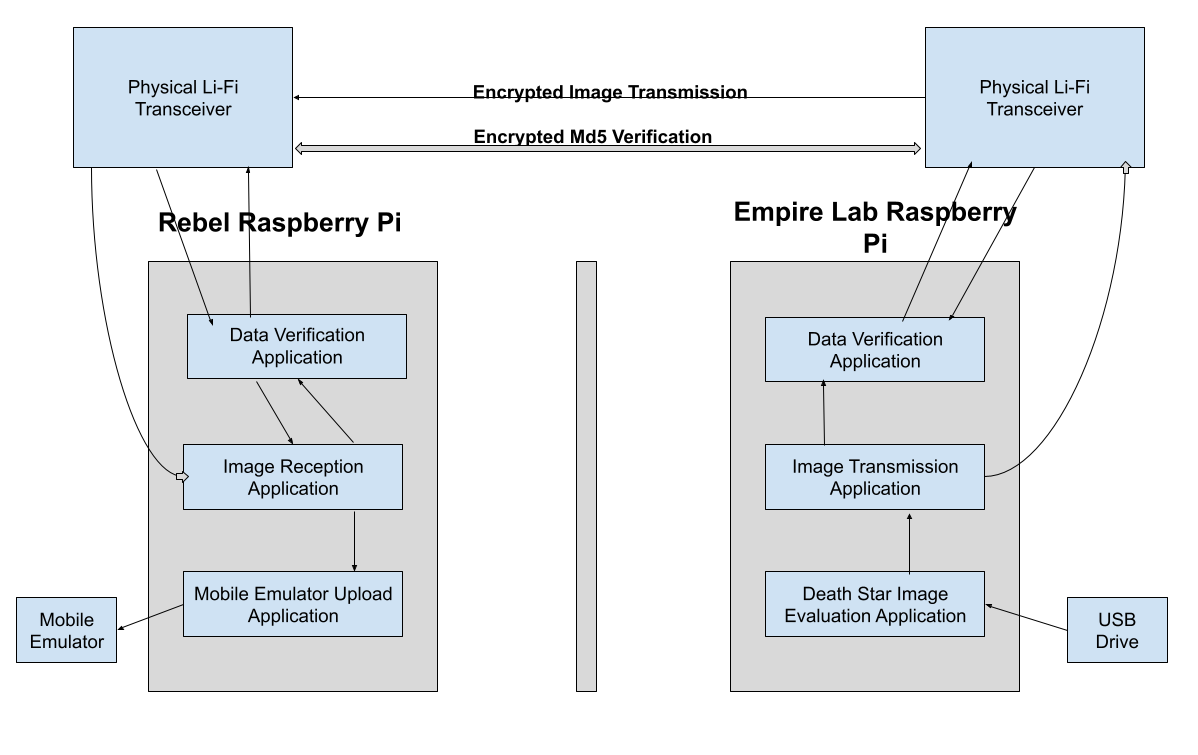 Physical Li-Fi
Transceiver
Encrypted Image Transmission
Encrypted Md5 Verification
Physical Li-Fi
Transceiver
Rebel Raspberry Pi
Empire Lab Raspberry
Pi
Data Verification
Application
Data Verification
Application
Image Reception
Application
Image Transmission
Application
Mobile Emulator Upload
Application
Death Star Image
Evaluation Application
Mobile
Emulator
USB
Drive